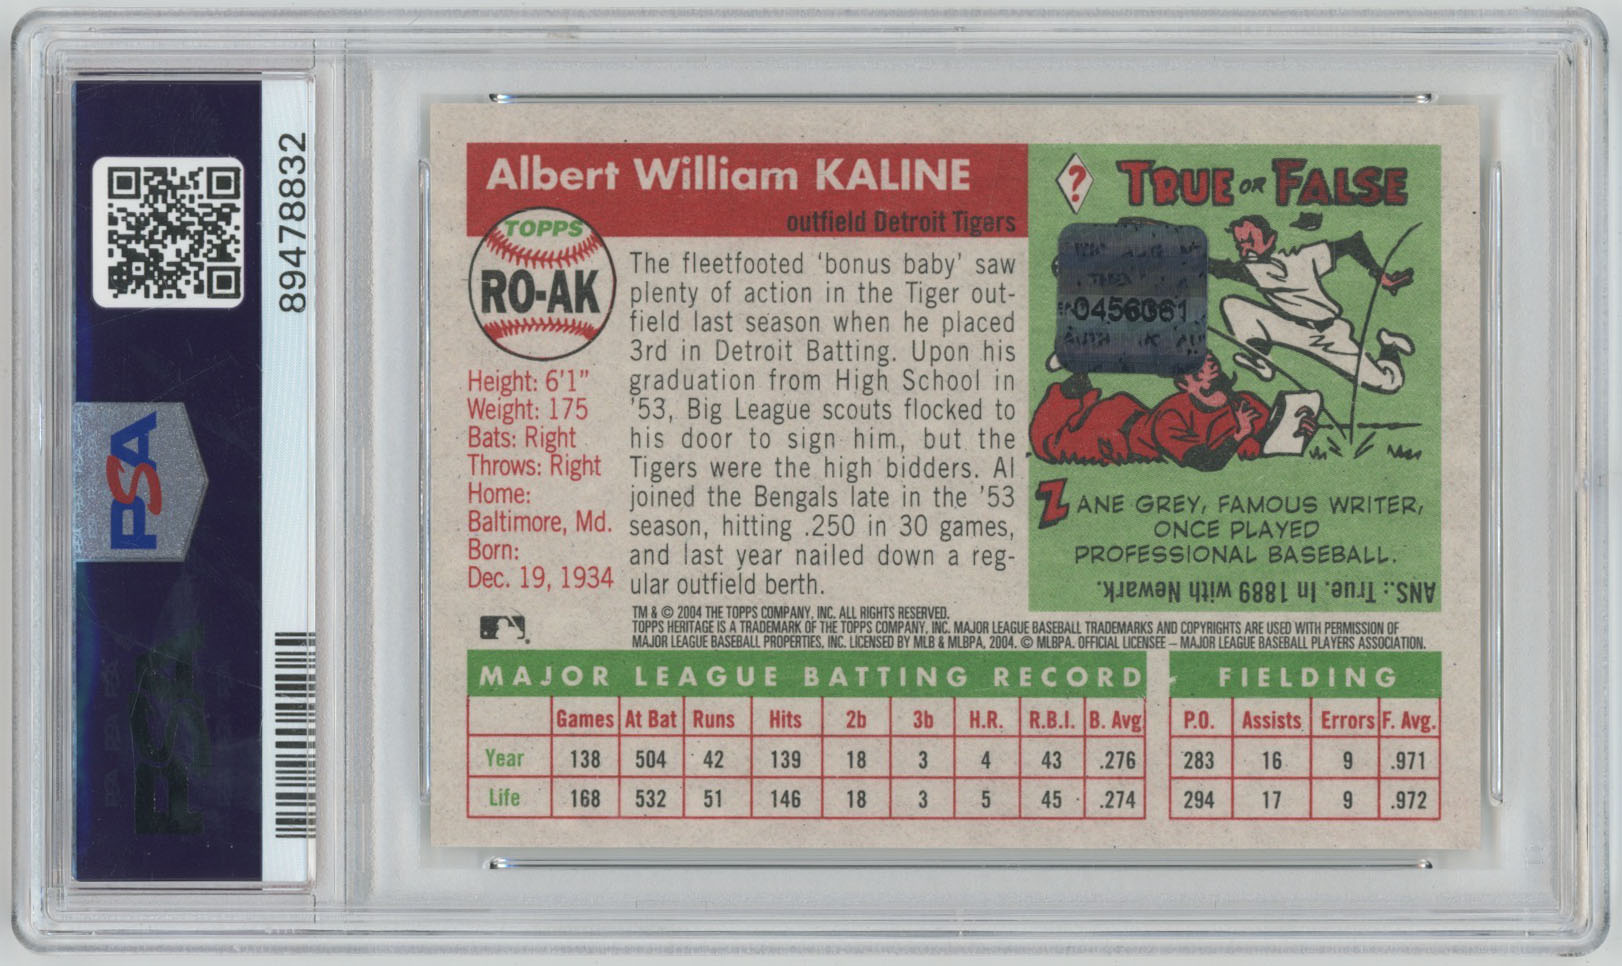 89478832
PSA
Albert William KALINE
outfield Detroit Tigers
TOPPS
RO-AK
Height: 6'1"
Weight: 175
Bats: Right
Throws: Right
Home:
Baltimore, Md.
Born:
Dec. 19, 1934
The fleetfooted 'bonus baby' saw
plenty of action in the Tiger out-
field last season when he placed
3rd in Detroit Batting. Upon his
graduation from High School in
'53, Big League scouts flocked to
his door to sign him, but the
Tigers were the high bidders. Al
joined the Bengals late in the '53
season, hitting .250 in 30 games,
and last year nailed down a reg-
ular outfield berth.
? TRUE OR FALSE
0456061
ZANE GREY, FAMOUS WRITER,
ONCE PLAYED
PROFESSIONAL BASEBALL.
ANS.: True. In 1889 with Newark.
TM & © 2004 THE TOPPS COMPANY, INC. ALL RIGHTS RESERVED.
TOPPS HERITAGE IS A TRADEMARK OF THE TOPPS COMPANY, INC. MAJOR LEAGUE BASEBALL TRADEMARKS AND COPYRIGHTS ARE USED WITH PERMISSION OF
MAJOR LEAGUE BASEBALL PROPERTIES, INC. LICENSED BY MLB & MLBPA, 2004. © MLBPA. OFFICIAL LICENSEE – MAJOR LEAGUE BASEBALL PLAYERS ASSOCIATION.
MAJOR LEAGUE BATTING RECORD FIELDING
Games At Bat Runs Hits 2b 3b H.R. R.B.I. B. Avg P.O. Assists Errors F. Avg.
Year 138 504 42 139 18 3 4 43 .276 283 16 9 .971
Life 168 532 51 146 18 3 5 45 .274 294 17 9 .972